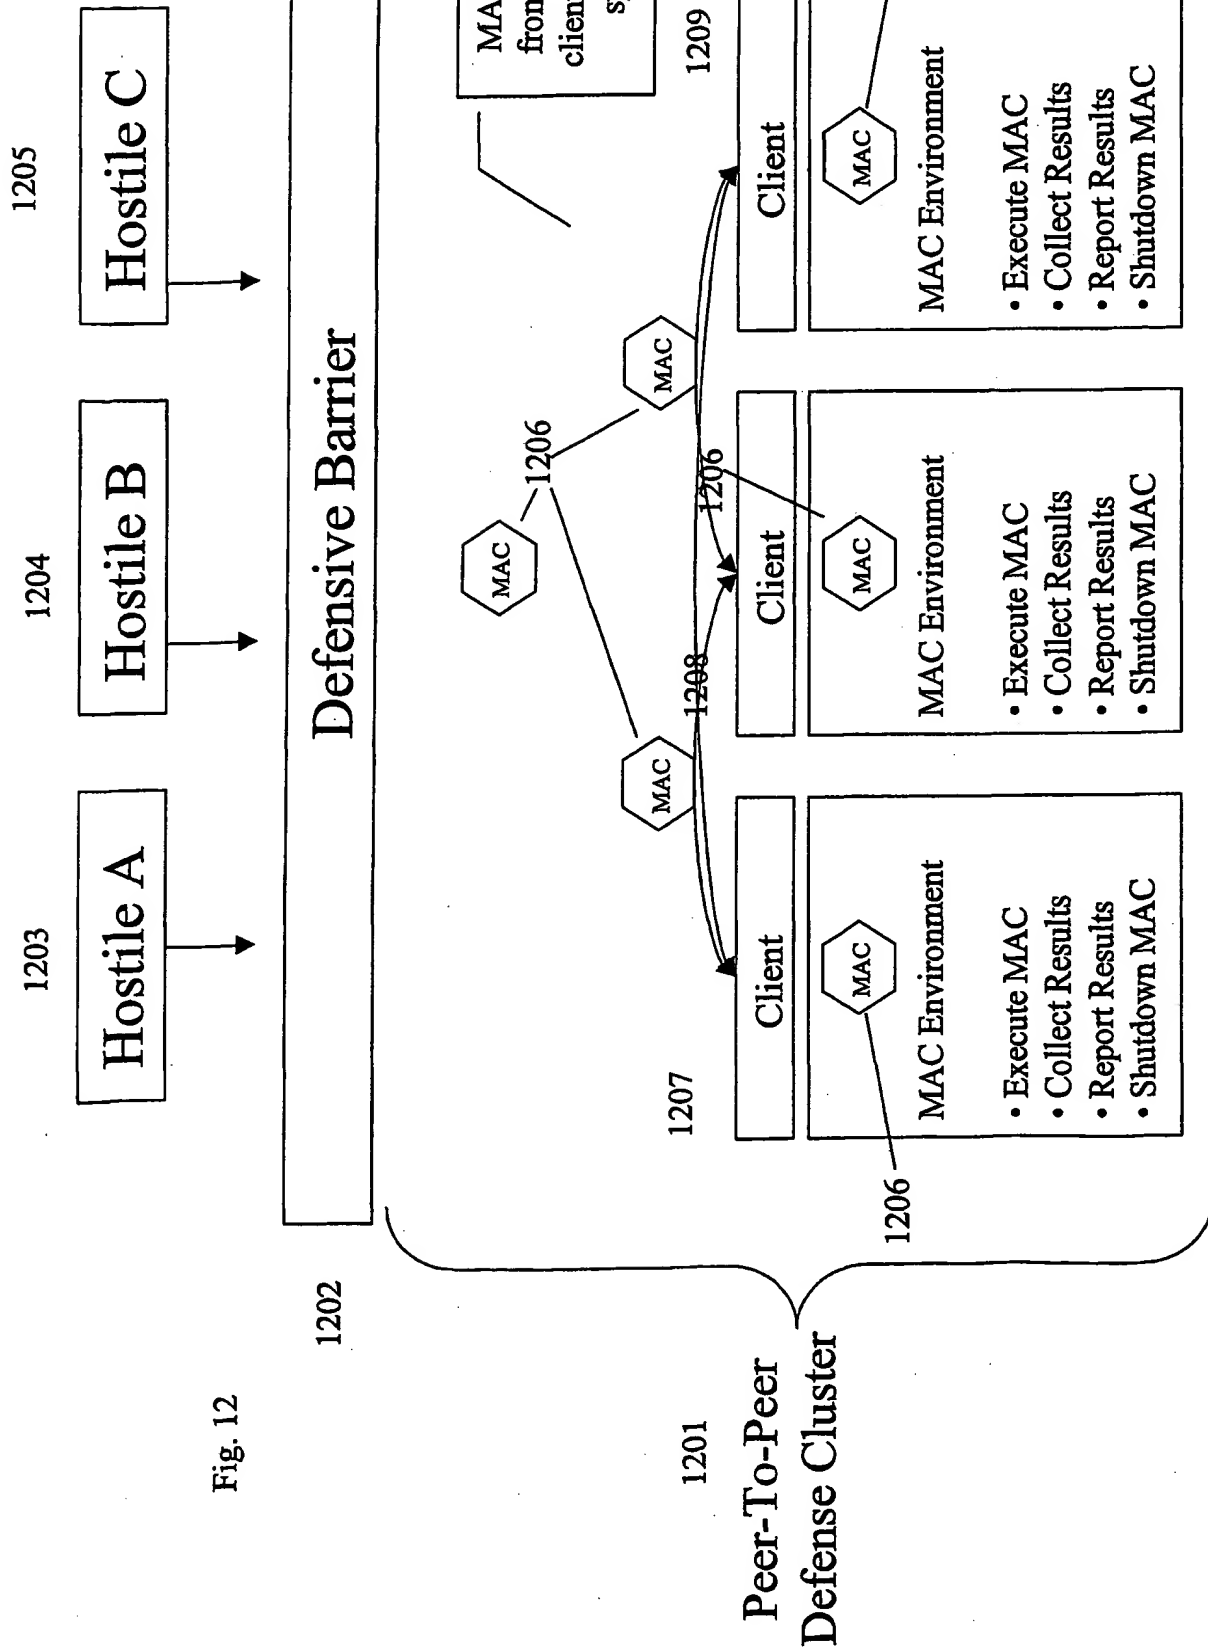 Fig. 12
1203
1204
1205
Hostile A
Hostile B
Hostile C
1202
Defensive Barrier
MAC
1206
MAC
MAC
1208
1206
1201
Peer-To-Peer
Defense Cluster
1207
1209
Client
MAC
1206
MAC Environment
• Execute MAC
• Collect Results
• Report Results
• Shutdown MAC
Client
MAC
MAC Environment
• Execute MAC
• Collect Results
• Report Results
• Shutdown MAC
Client
MAC
MAC Environment
• Execute MAC
• Collect Results
• Report Results
• Shutdown MAC